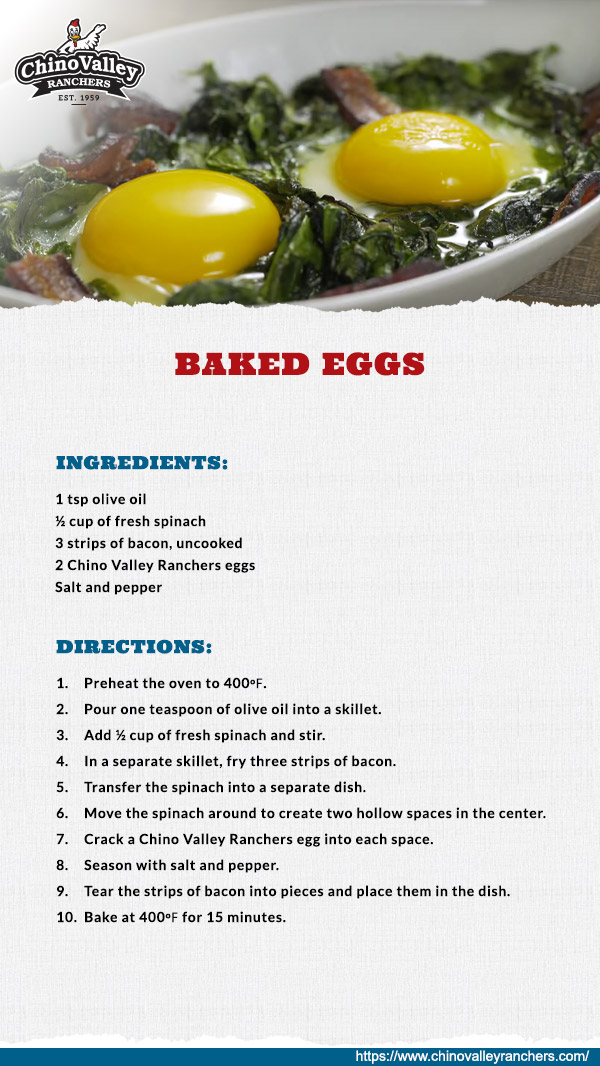 Chino Valley
RANCHERS
EST. 1959
BAKED EGGS
INGREDIENTS:
1 tsp olive oil
½ cup of fresh spinach
3 strips of bacon, uncooked
2 Chino Valley Ranchers eggs
Salt and pepper
DIRECTIONS:
1. Preheat the oven to 400ºF.
2. Pour one teaspoon of olive oil into a skillet.
3. Add ½ cup of fresh spinach and stir.
4. In a separate skillet, fry three strips of bacon.
5. Transfer the spinach into a separate dish.
6. Move the spinach around to create two hollow spaces in the center.
7. Crack a Chino Valley Ranchers egg into each space.
8. Season with salt and pepper.
9. Tear the strips of bacon into pieces and place them in the dish.
10. Bake at 400ºF for 15 minutes.
https://www.chinovalleyranchers.com/